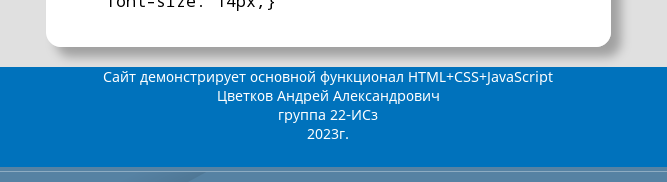 font-size: 14px;}
Сайт демонстрирует основной функционал HTML+CSS+JavaScript
Цветков Андрей Александрович
группа 22-ИСз
2023г.